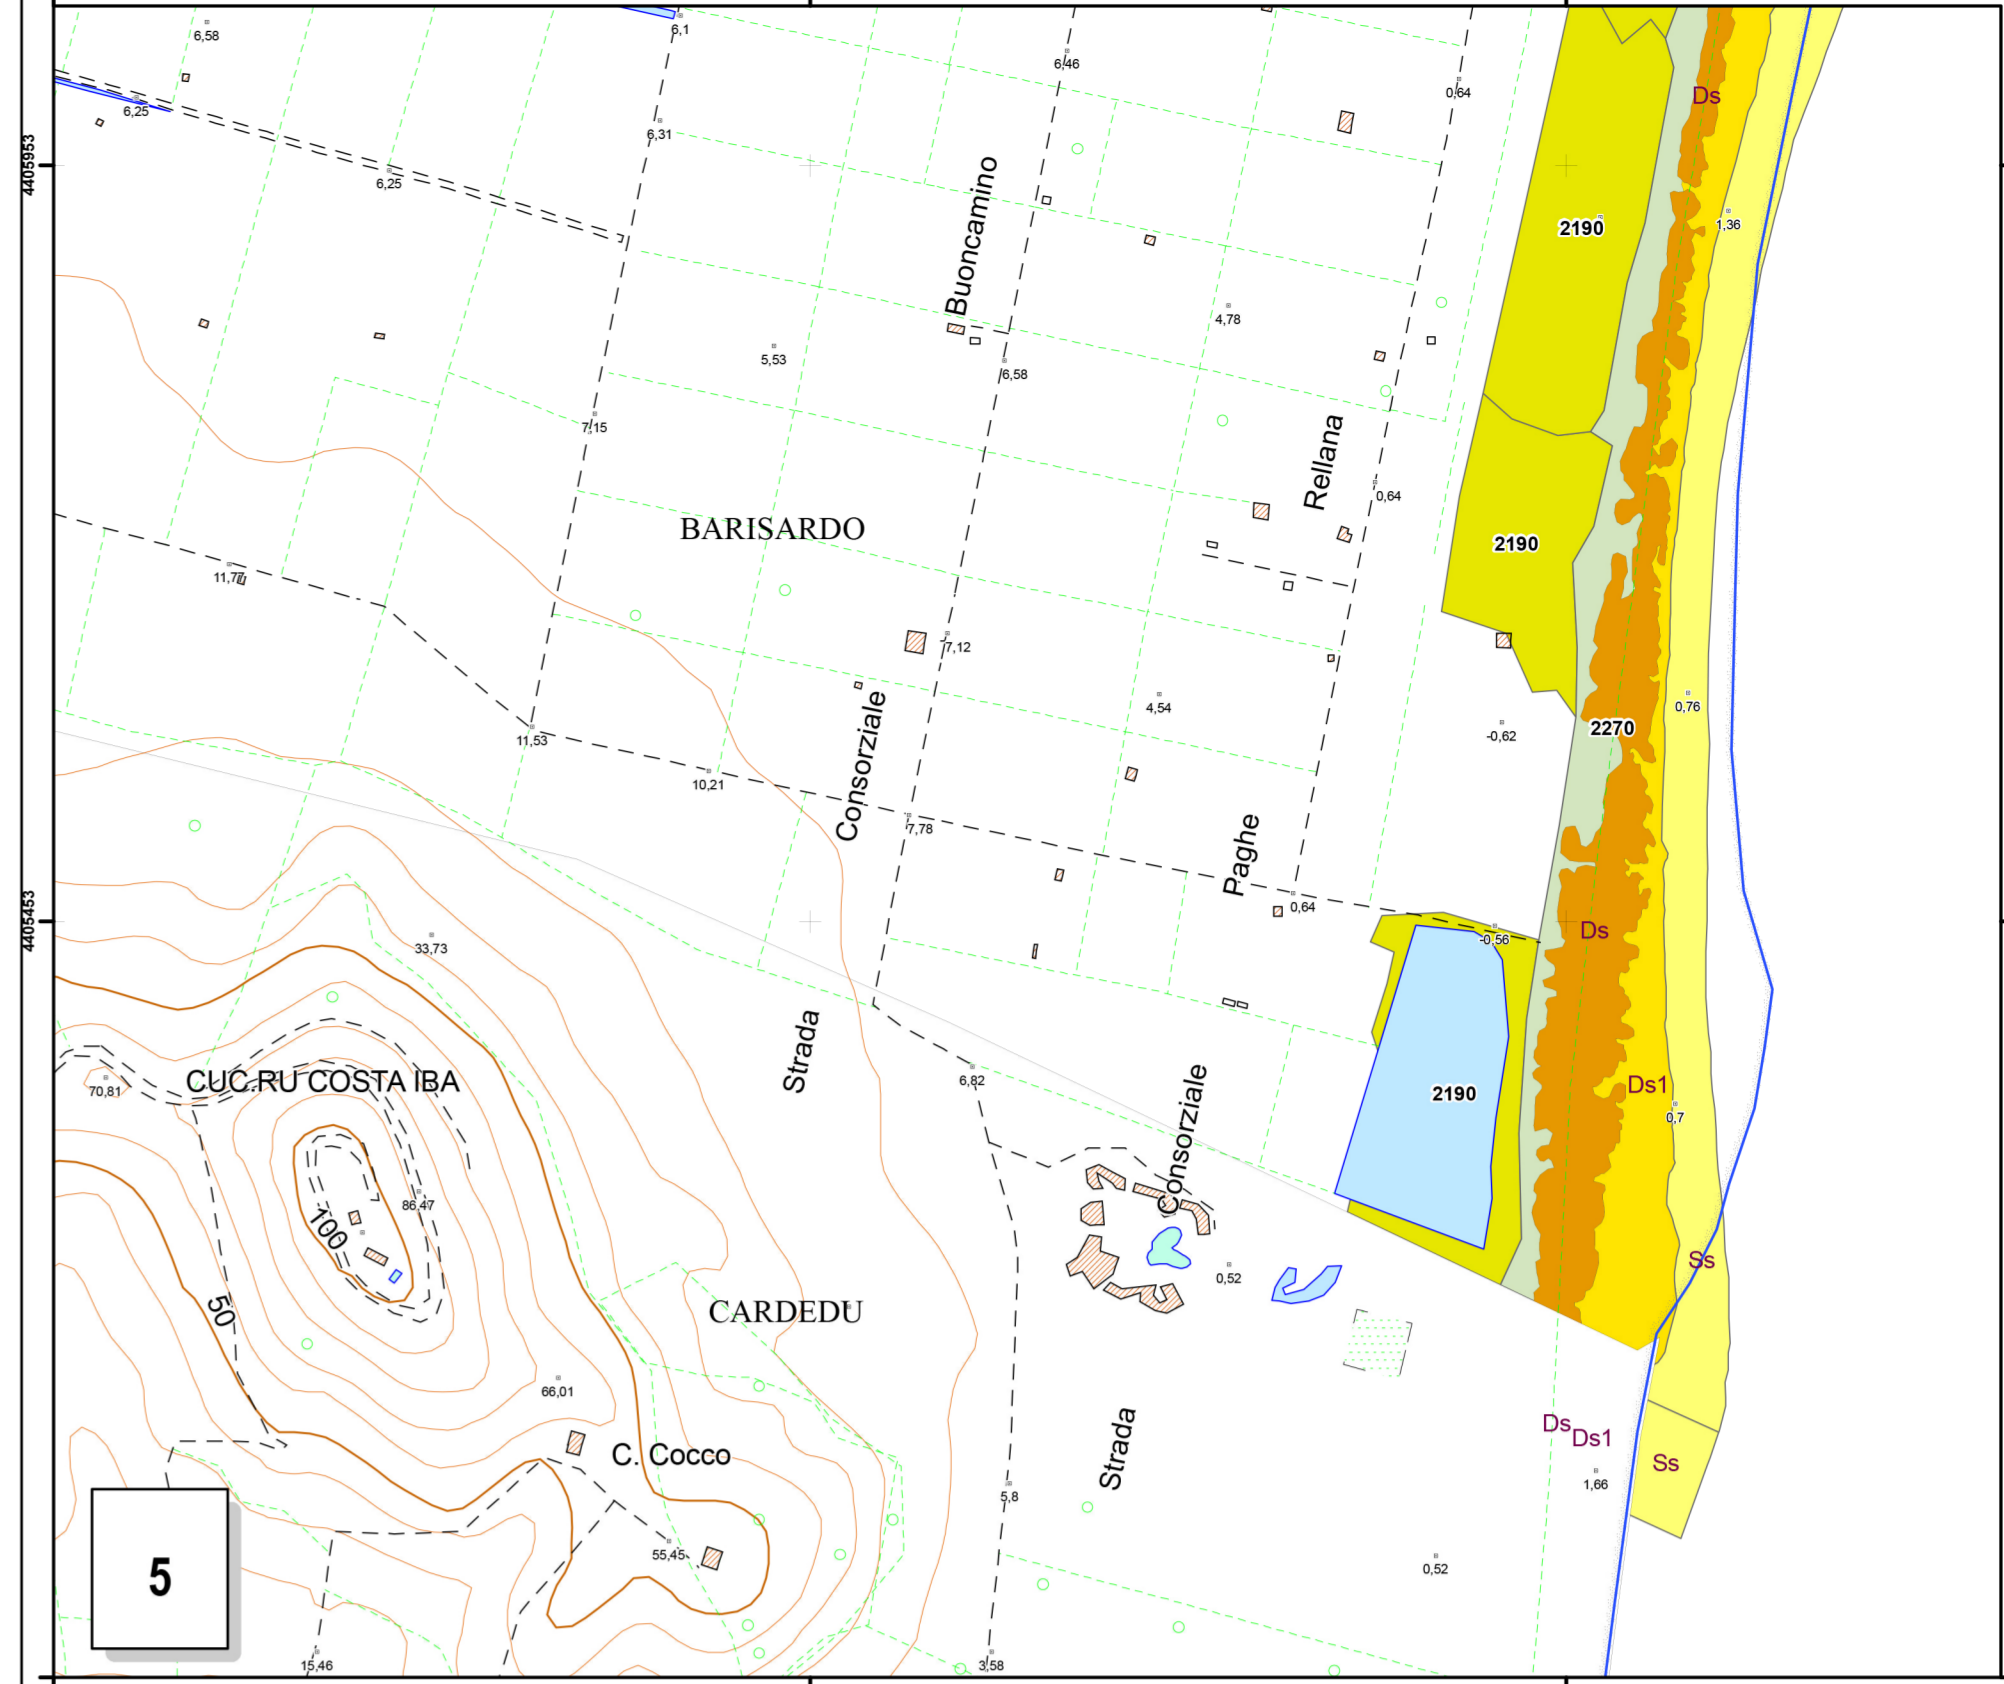 6,58
6,1
6,46
0,64
Ds
6,25
6,31
4405953
6,25
Buoncamino
2190
1,36
4,78
5,53
6,58
7,15
Rellana
0,64
BARISARDO
2190
11,77
7,12
4,54
0,76
-0,62
2270
11,53
10,21
Consorziale
7,78
Paghe
0,64
4405453
33,73
Ds
-0,56
Strada
6,82
70,81
CUC.RU COSTA IBA
Consorziale
2190
Ds1
0,7
86,47
100
50
0,52
Ss
CARDEDU
66,01
C. Cocco
Strada
Ds
Ds1
Ss
1,66
5,8
5
55,45
0,52
15,46
3,58